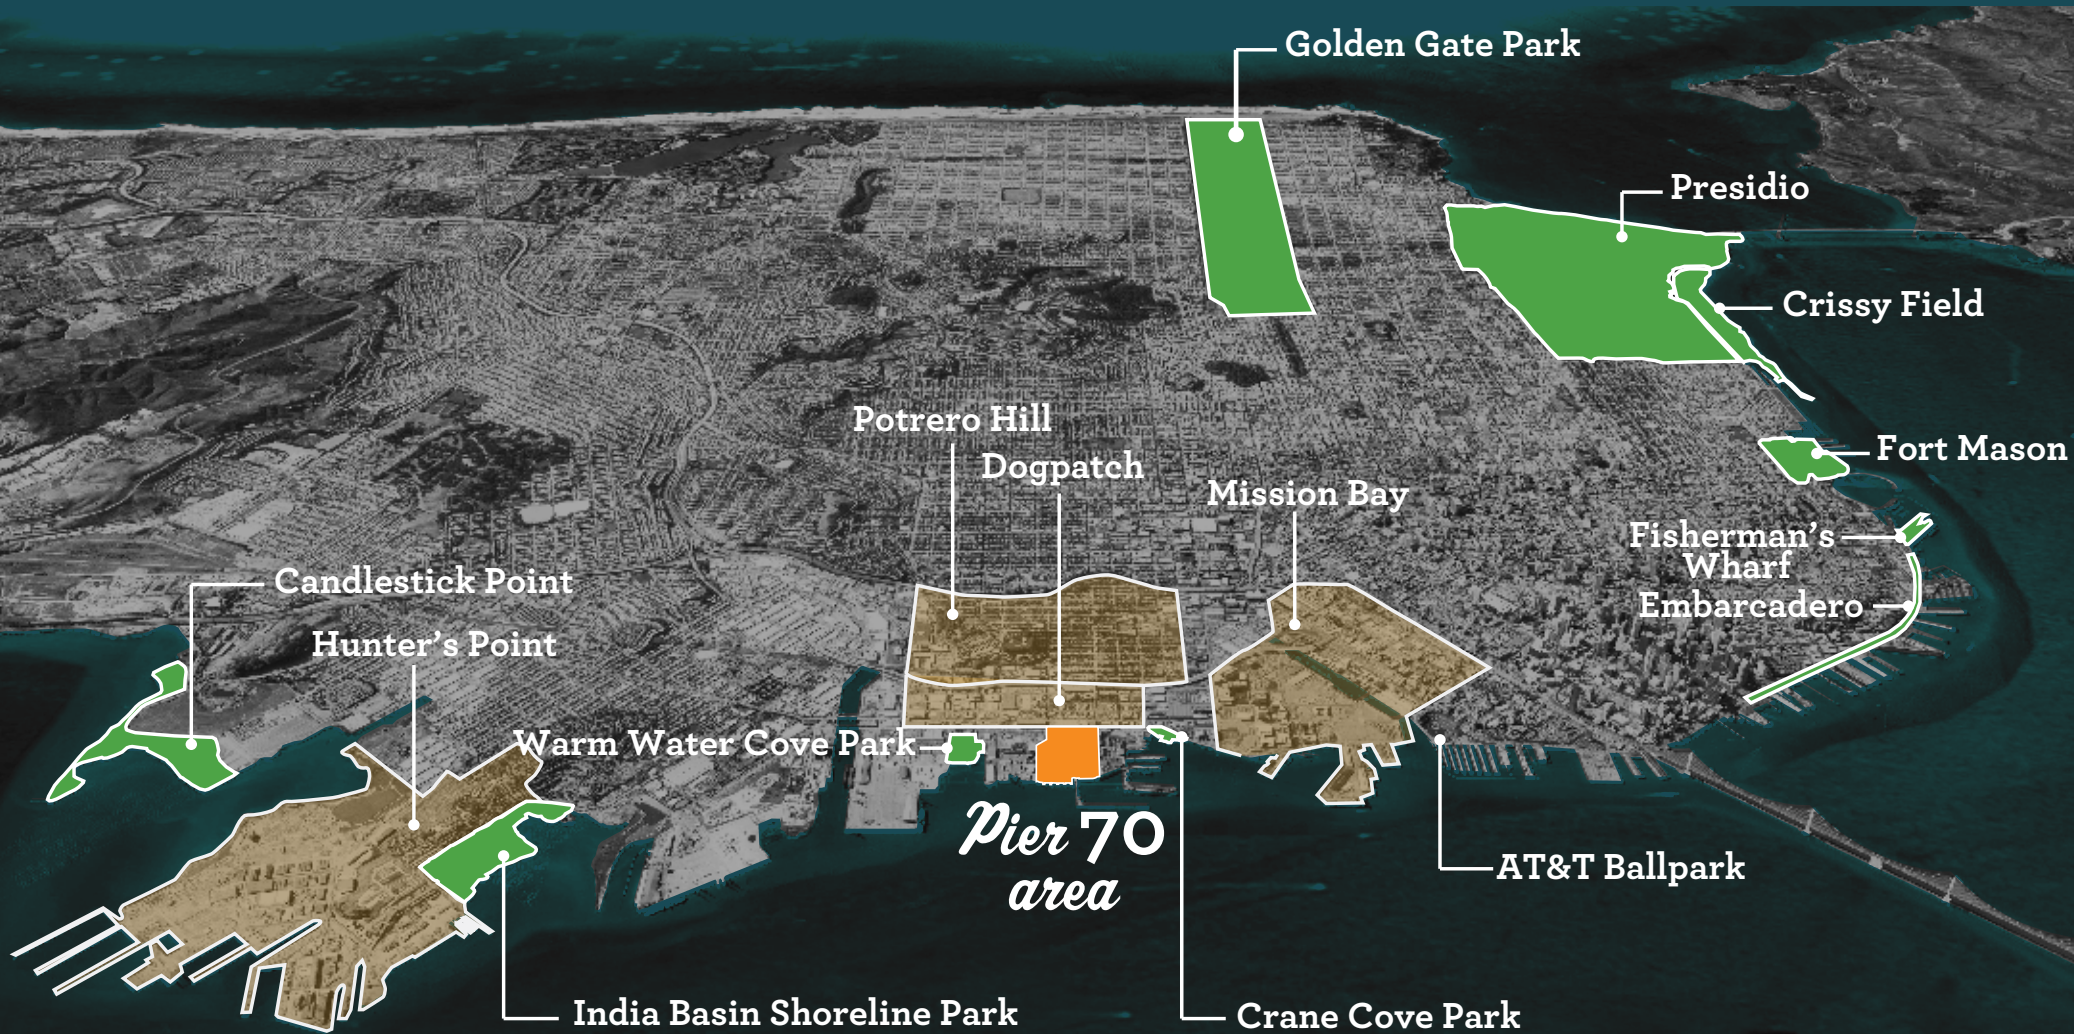 Golden Gate Park
Presidio
Crissy Field
Potrero Hill
Dogpatch
Fort Mason
Mission Bay
Fisherman's
Wharf
Embarcadero
Candlestick Point
Hunter's Point
Warm Water Cove Park
Pier 70
area
AT&T Ballpark
India Basin Shoreline Park
Crane Cove Park